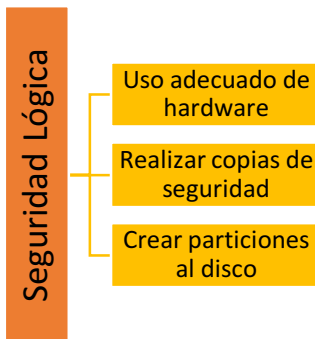 Seguridad Lógica
Uso adecuado de
hardware
Realizar copias de
seguridad
Crear particiones
al disco